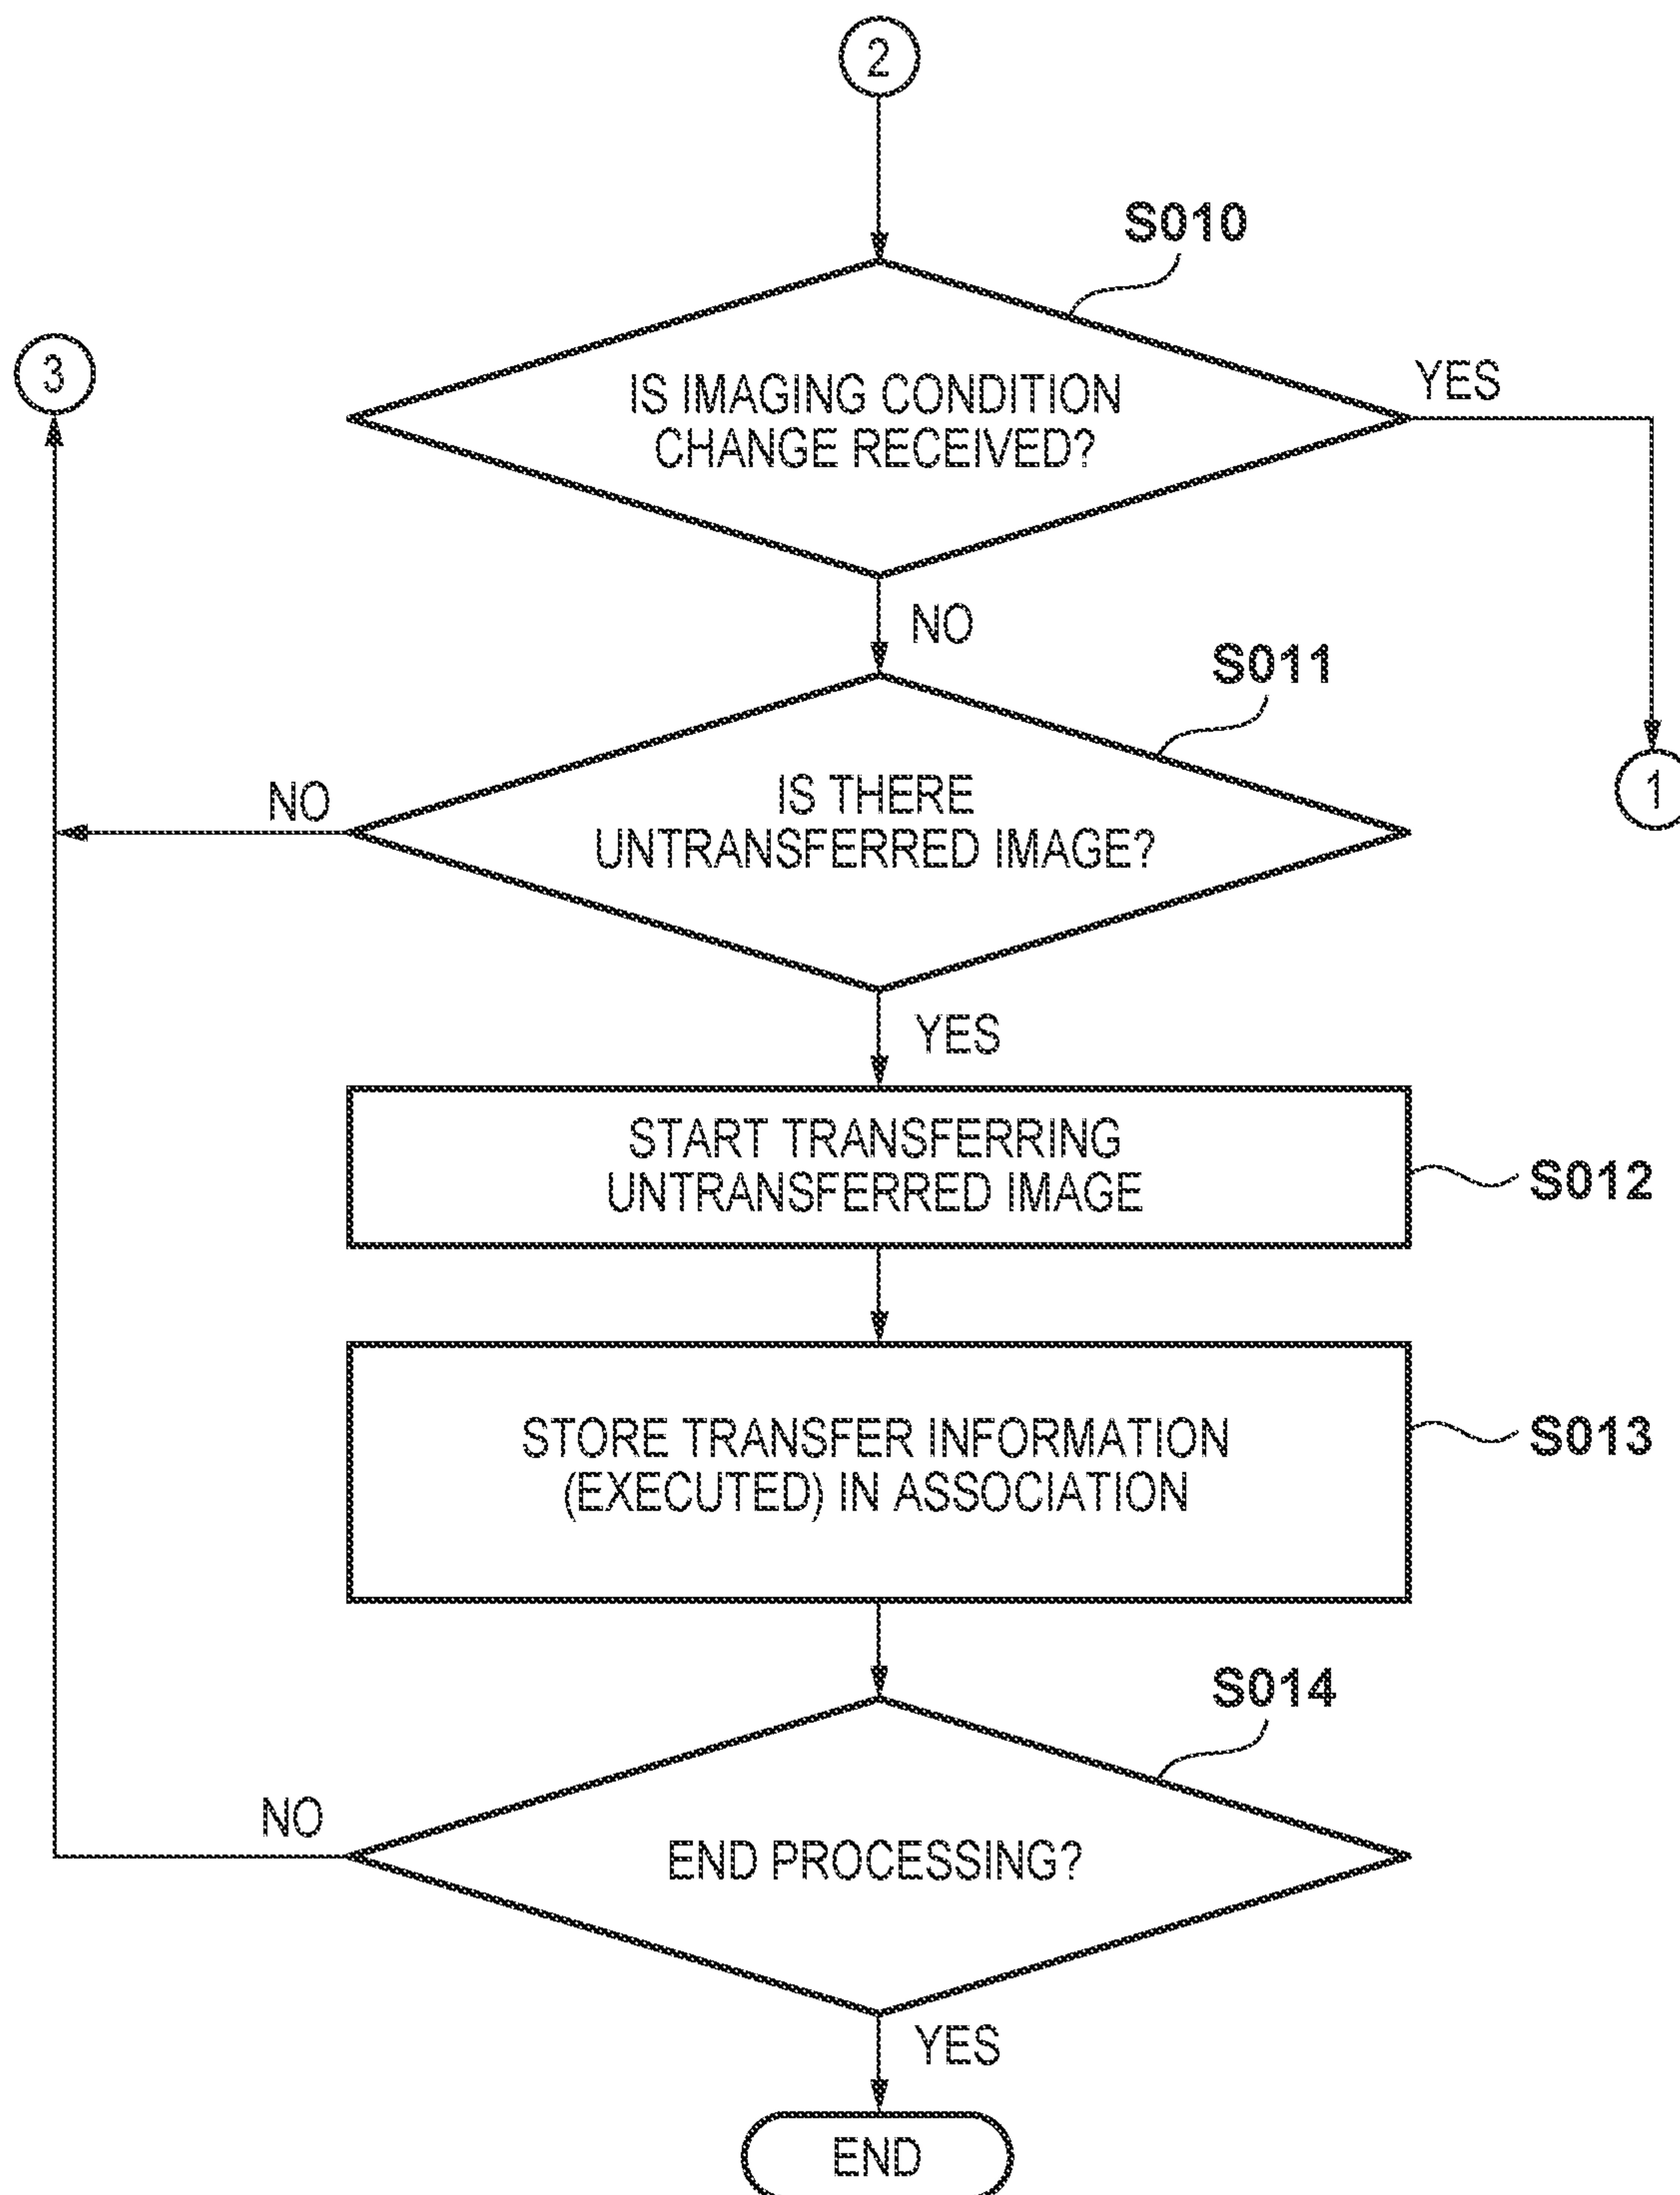 2
S010
3
IS IMAGING CONDITION
CHANGE RECEIVED?
YES
NO
S011
1
IS THERE
UNTRANSFERRED IMAGE?
NO
YES
START TRANSFERRING
UNTRANSFERRED IMAGE
S012
STORE TRANSFER INFORMATION
(EXECUTED) IN ASSOCIATION
S013
S014
NO
END PROCESSING?
YES
END